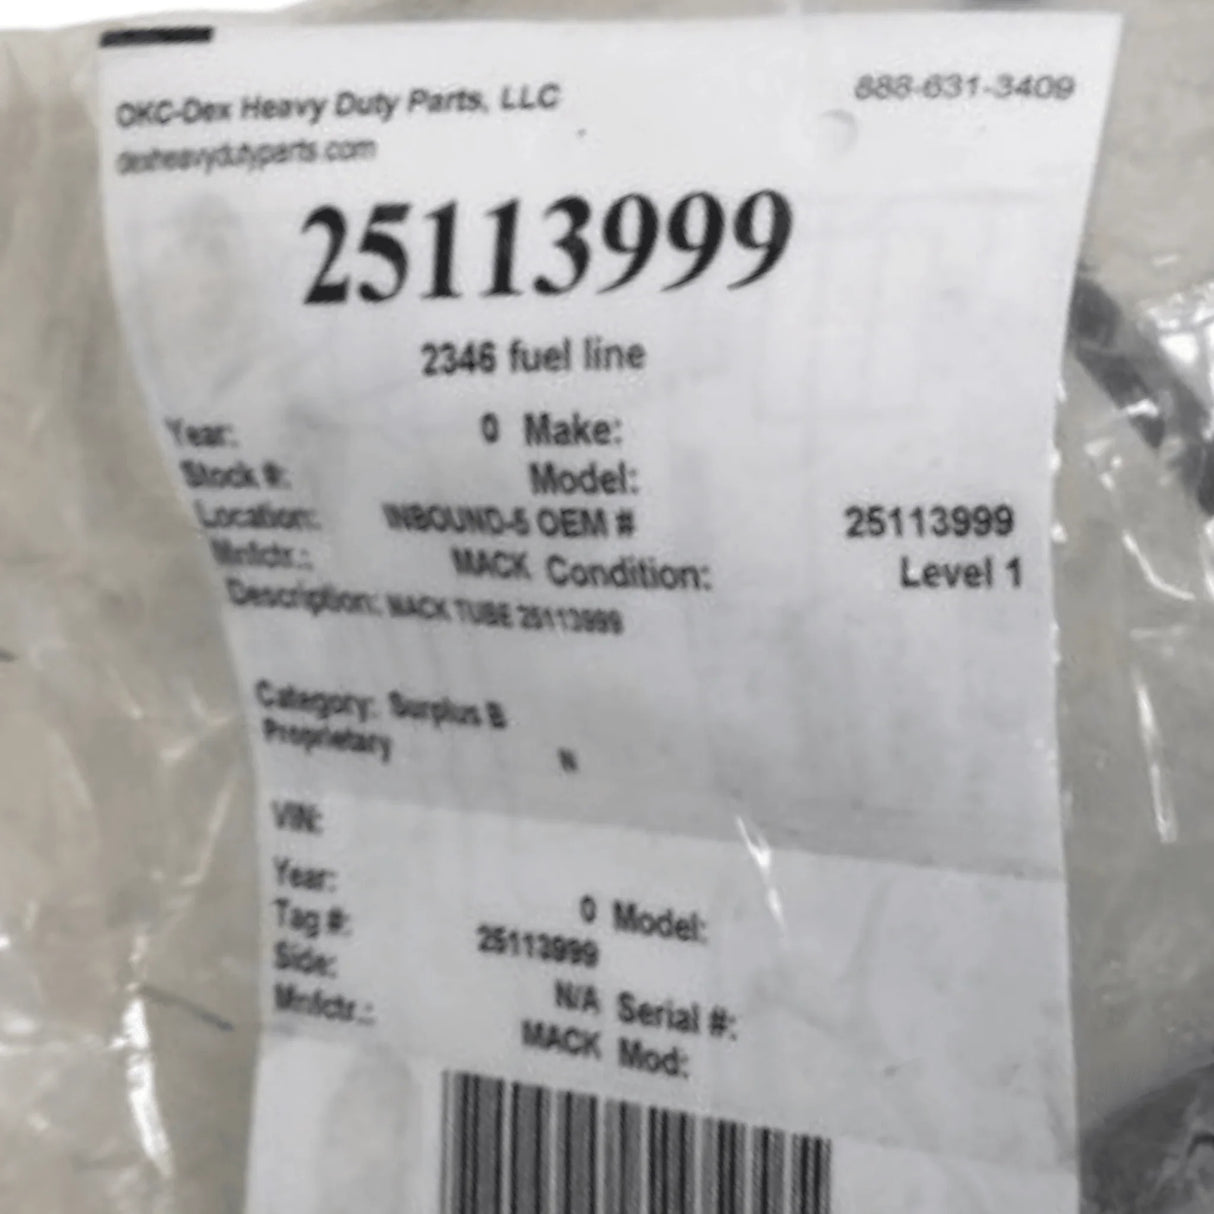 OKC-Dex Heavy Duty Parts, LLC 888-631-3409
dexheavydutyparts.com
25113999
2346 fuel line
Year: 0 Make:
Stock #: Model:
Location: INBOUND-5 OEM # 25113999
Mnfctr.: MACK Condition: Level 1
Description: MACK TUBE 25113999
Category: Surplus B
Proprietary N
VIN:
Year: 0 Model:
Tag #: 25113999
Side: N/A Serial #:
Mnfctr.: MACK Mod: